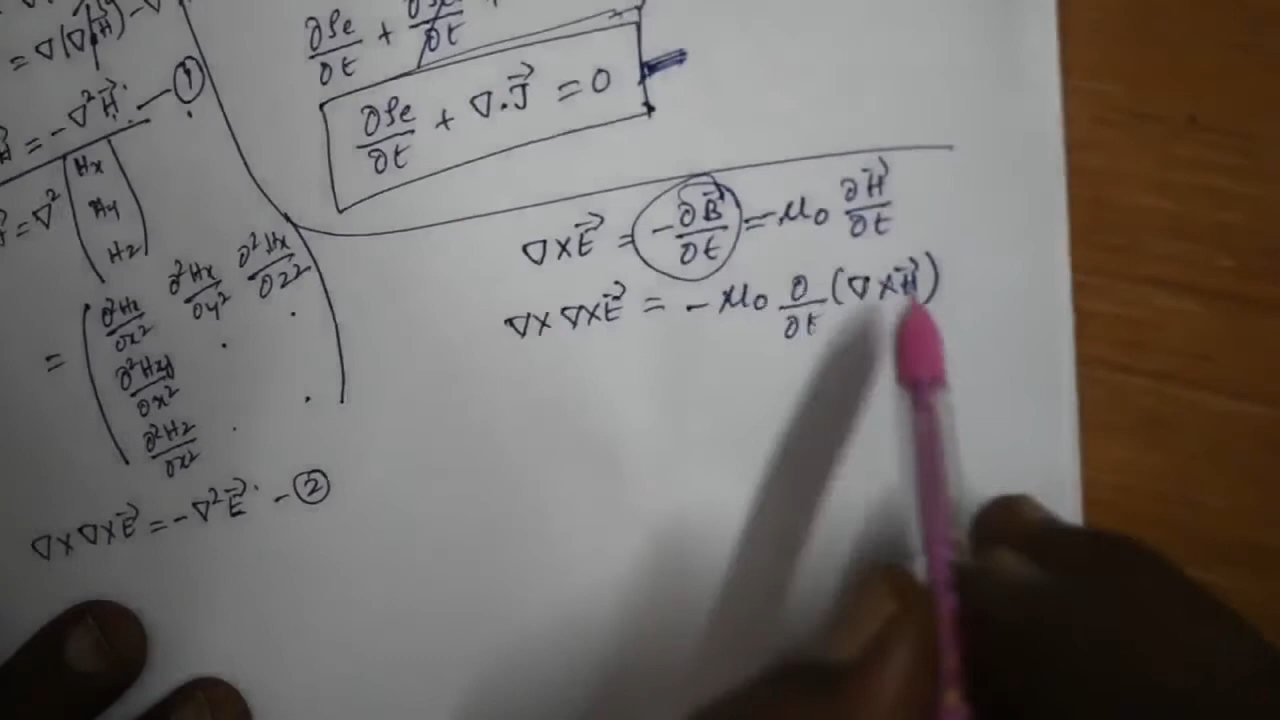 = ∇(∇.H⃗) - ∇
= -∇²H⃗ - ①
= ∇² (Hx
Hy
Hz)
= (∂²Hx/∂x² ∂²Hx/∂y² ∂²Hx/∂z²
∂²Hy/∂x² . .
∂²Hz/∂x² . .)
∇×∇×E⃗ = -∇²E⃗ - ②
∂ρe/∂t +
∂ρe/∂t + ∇.J⃗ = 0
∇×E⃗ = -∂B⃗/∂t = -μ₀ ∂H⃗/∂t
∇×∇×E⃗ = -μ₀ ∂/∂t (∇×H⃗)